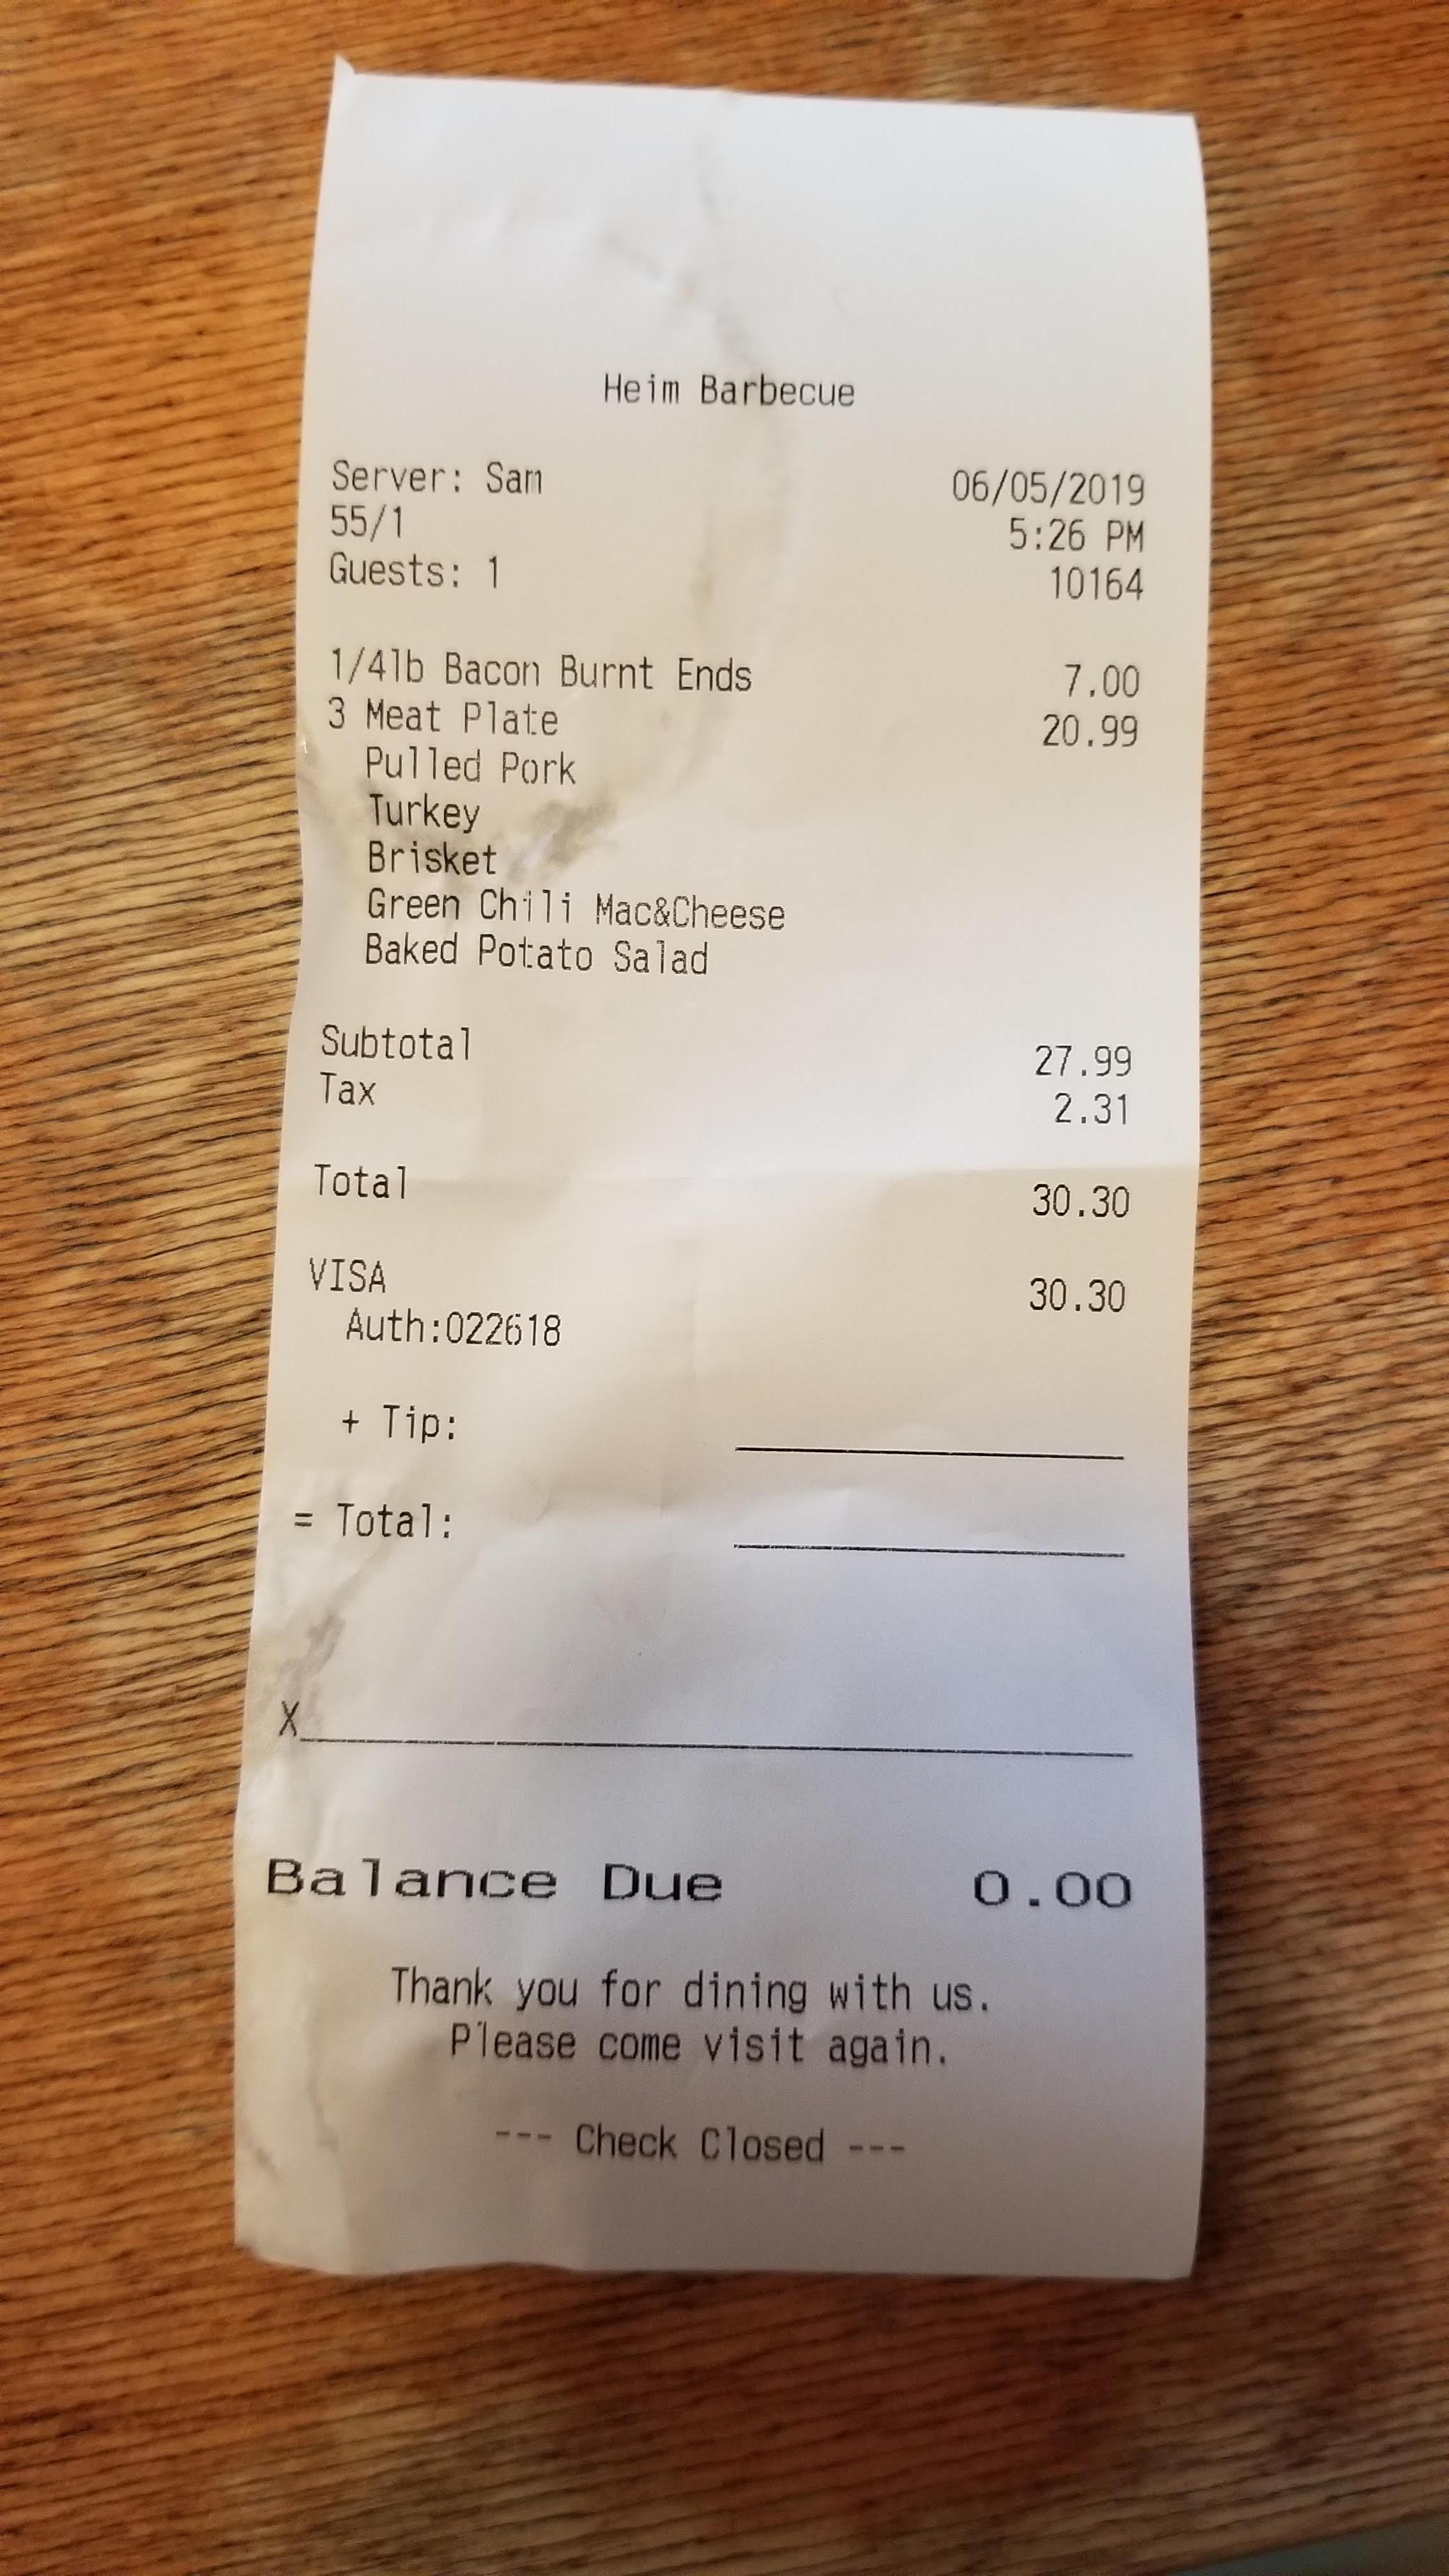 Heim Barbecue
Server: Sam 06/05/2019
55/1 5:26 PM
Guests: 1 10164
1/4lb Bacon Burnt Ends 7.00
3 Meat Plate 20.99
Pulled Pork
Turkey
Brisket
Green Chili Mac&Cheese
Baked Potato Salad
Subtotal 27.99
Tax 2.31
Total 30.30
VISA 30.30
Auth:022618
+ Tip:
= Total:
X
Balance Due 0.00
Thank you for dining with us.
Please come visit again.
--- Check Closed ---